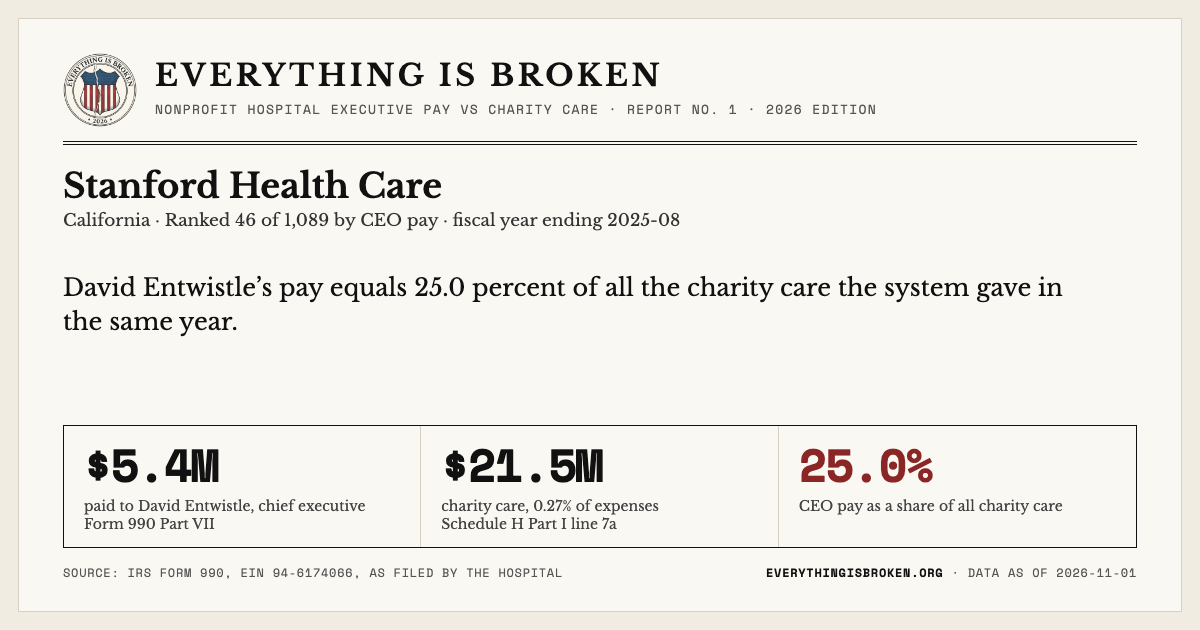 EVERYTHING IS BROKEN
· 2026 ·
EVERYTHING IS BROKEN
NONPROFIT HOSPITAL EXECUTIVE PAY VS CHARITY CARE · REPORT NO. 1 · 2026 EDITION
Stanford Health Care
California · Ranked 46 of 1,089 by CEO pay · fiscal year ending 2025-08
David Entwistle’s pay equals 25.0 percent of all the charity care the system gave in
the same year.
$5.4M
paid to David Entwistle, chief executive
Form 990 Part VII
$21.5M
charity care, 0.27% of expenses
Schedule H Part I line 7a
25.0%
CEO pay as a share of all charity care
SOURCE: IRS FORM 990, EIN 94-6174066, AS FILED BY THE HOSPITAL
EVERYTHINGISBROKEN.ORG · DATA AS OF 2026-11-01